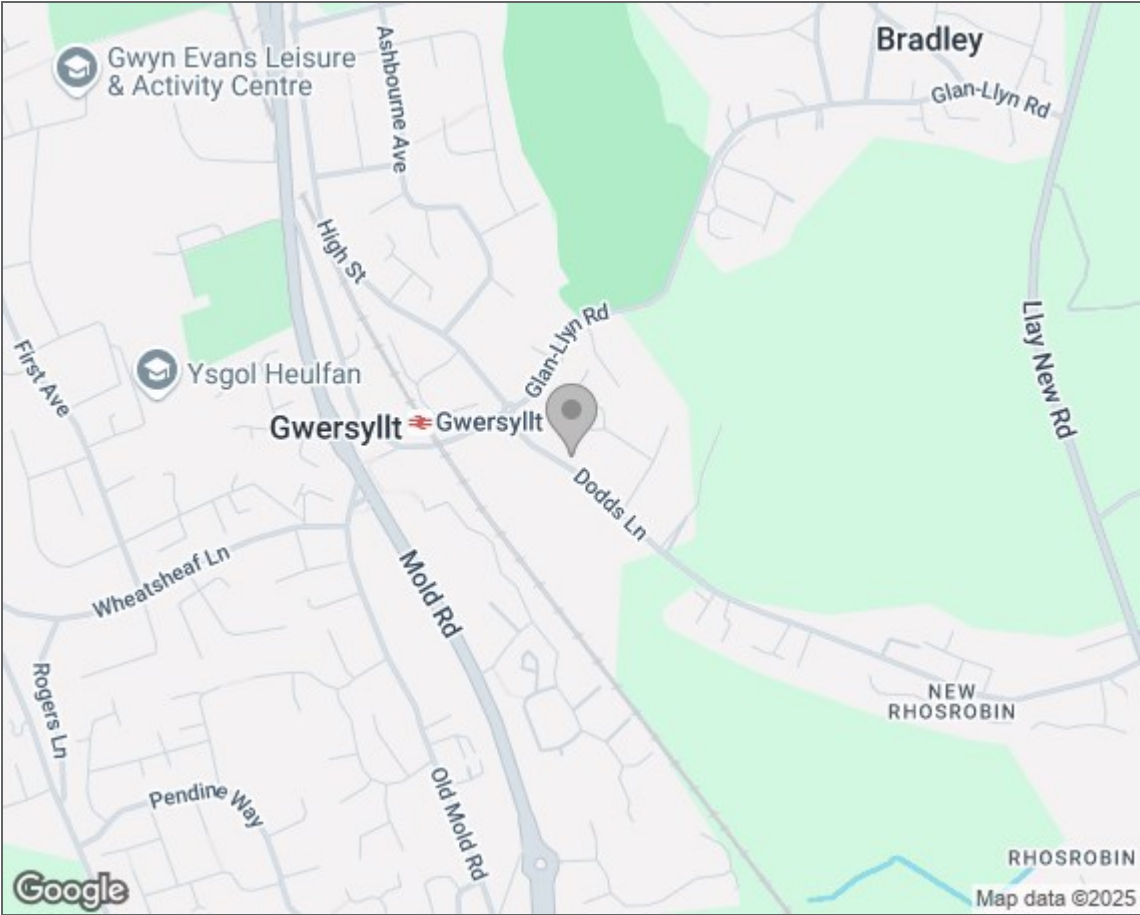 Gwyn Evans Leisure
& Activity Centre
Ashbourne Ave
Bradley
Glan-Llyn Rd
High St
Glan-Llyn Rd
Llay New Rd
First Ave
Ysgol Heulfan
Gwersyllt
Gwersyllt
Dodds Ln
Wheatsheaf Ln
Mold Rd
Rogers Ln
NEW
RHOSROBIN
Pendine Way
Old Mold Rd
RHOSROBIN
Google
Map data ©2025